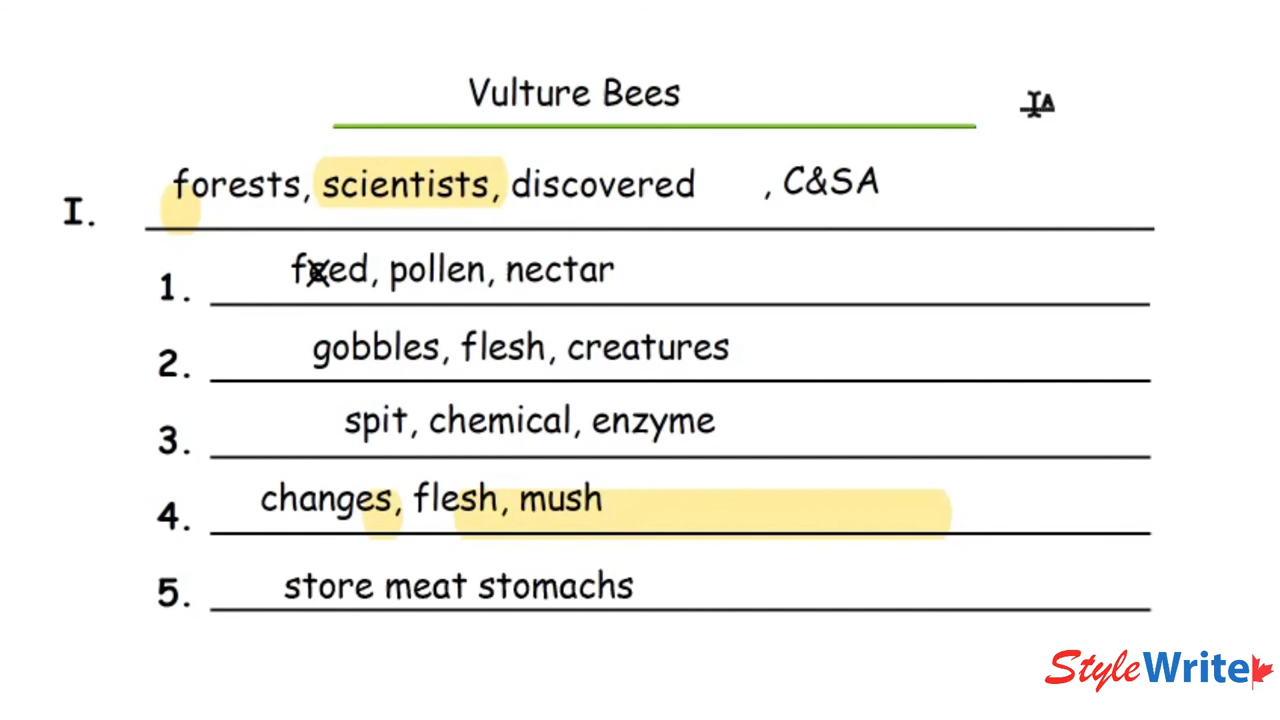 Vulture Bees
I. forests, scientists, discovered , C&SA
1. feed, pollen, nectar
2. gobbles, flesh, creatures
3. spit, chemical, enzyme
4. changes, flesh, mush
5. store meat stomachs
StyleWrite